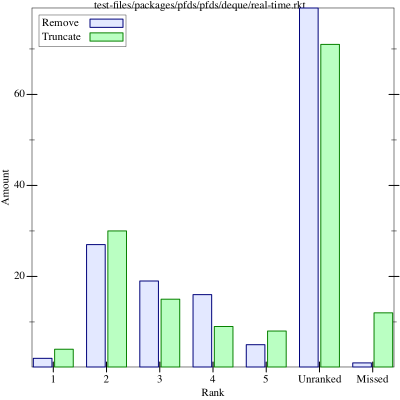 test-files/packages/pfds/pfds/deque/real-time.rkt
Remove
Truncate
60
40
20
Amount
1 2 3 4 5 Unranked Missed
Rank